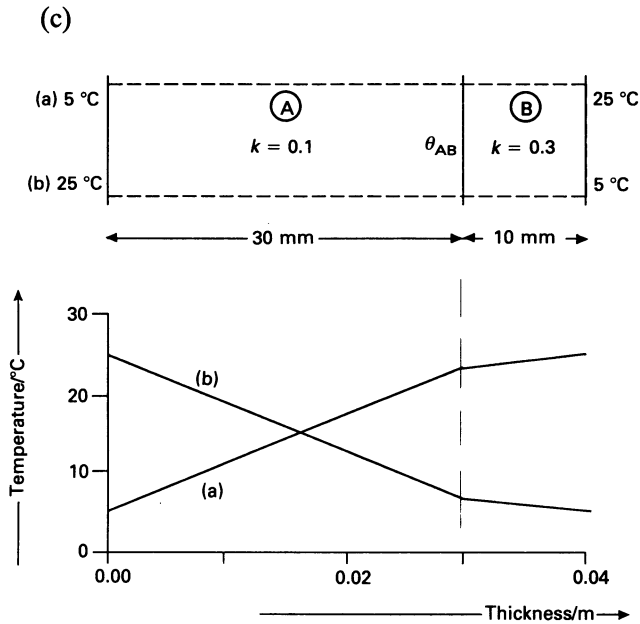 (c)
(a) 5 °C
A
B
25 °C
k = 0.1
θAB
k = 0.3
(b) 25 °C
5 °C
30 mm
10 mm
Temperature/°C
30
20
10
0
(b)
(a)
0.00
0.02
0.04
Thickness/m